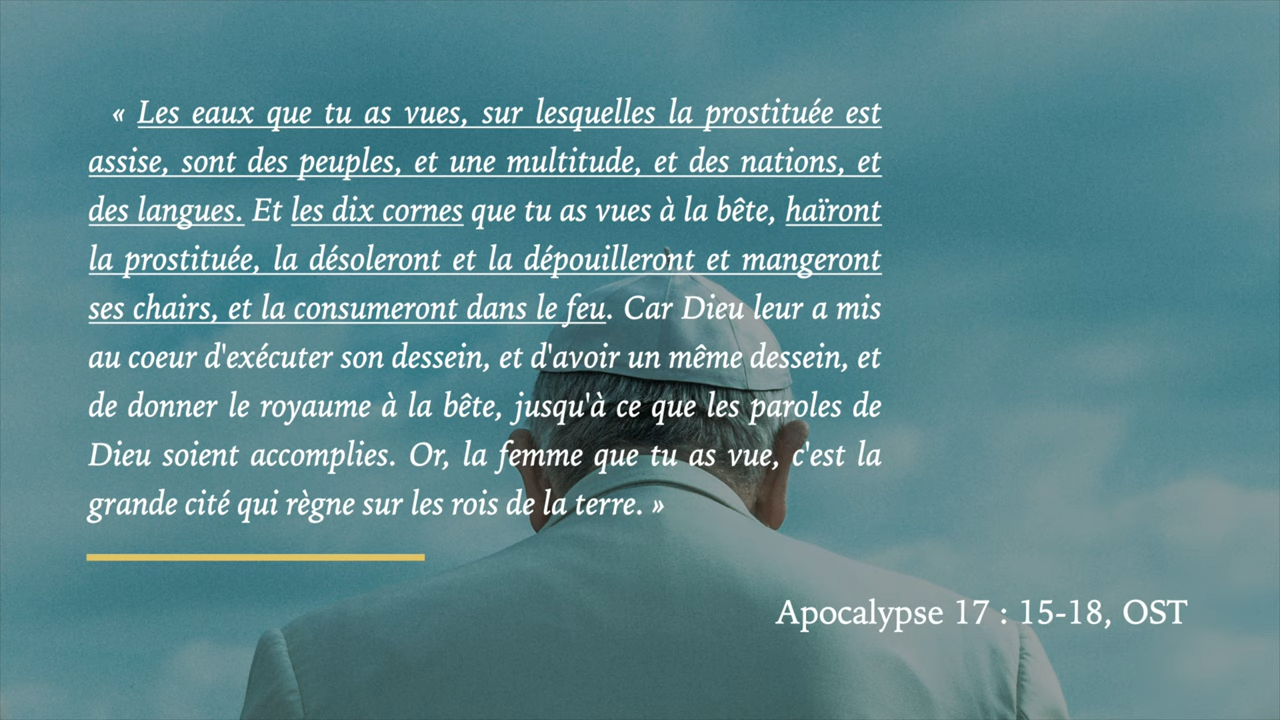 « Les eaux que tu as vues, sur lesquelles la prostituée est
assise, sont des peuples, et une multitude, et des nations, et
des langues. Et les dix cornes que tu as vues à la bête, haïront
la prostituée, la désoleront et la dépouilleront et mangeront
ses chairs, et la consumeront dans le feu. Car Dieu leur a mis
au coeur d'exécuter son dessein, et d'avoir un même dessein, et
de donner le royaume à la bête, jusqu'à ce que les paroles de
Dieu soient accomplies. Or, la femme que tu as vue, c'est la
grande cité qui règne sur les rois de la terre. »
Apocalypse 17 : 15-18, OST